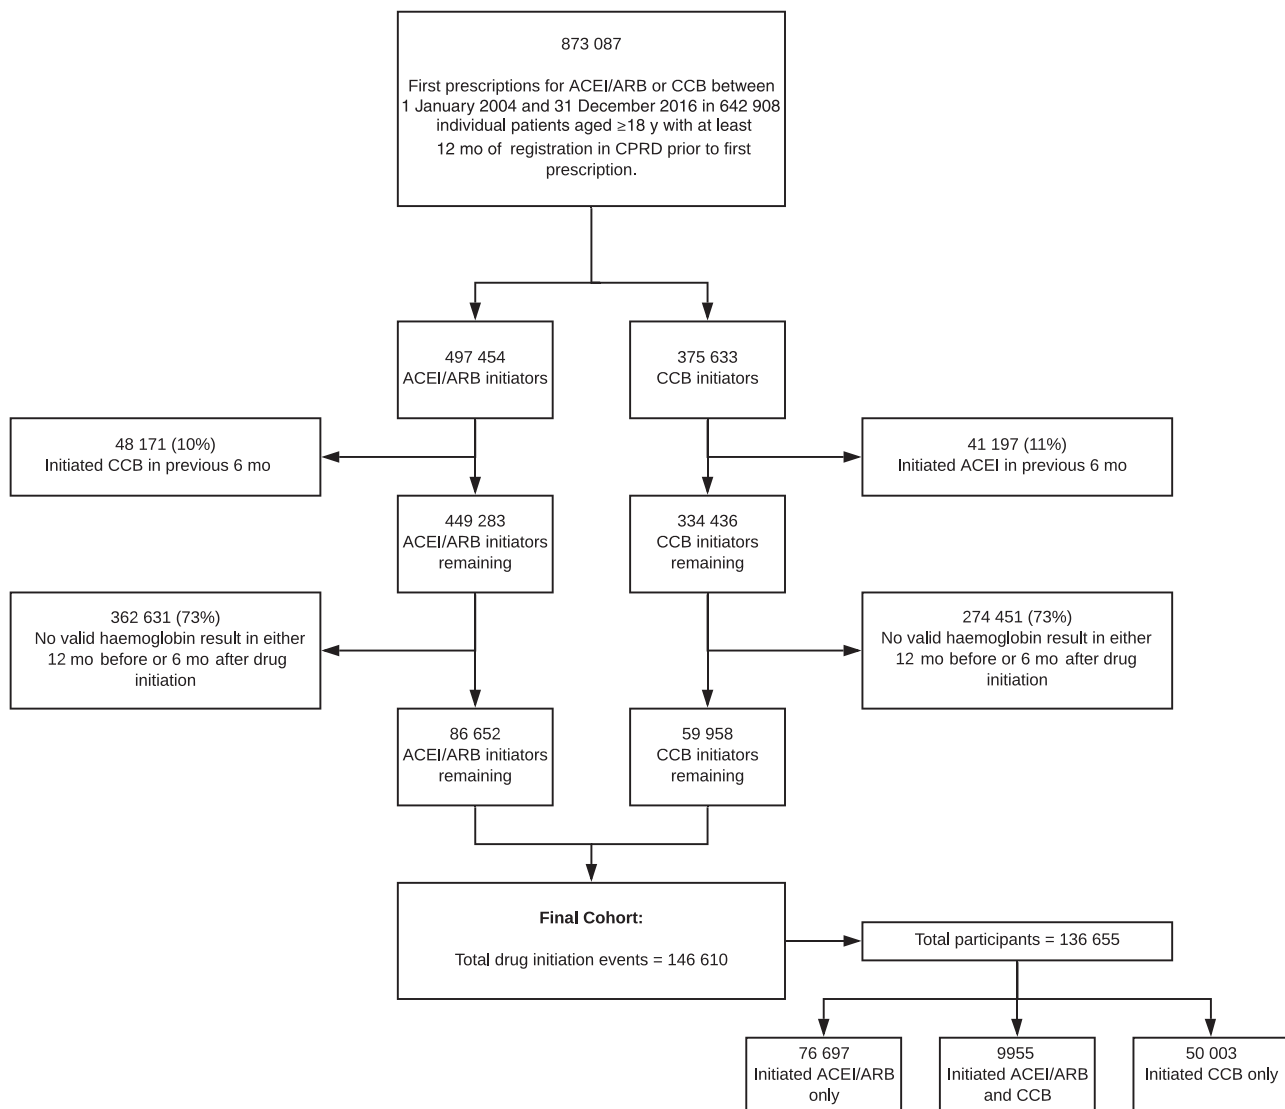 873 087
First prescriptions for ACEI/ARB or CCB between
1 January 2004 and 31 December 2016 in 642 908
individual patients aged ≥18 y with at least
12 mo of registration in CPRD prior to first
prescription.
497 454
ACEI/ARB initiators
375 633
CCB initiators
48 171 (10%)
Initiated CCB in previous 6 mo
41 197 (11%)
Initiated ACEI in previous 6 mo
449 283
ACEI/ARB initiators
remaining
334 436
CCB initiators
remaining
362 631 (73%)
No valid haemoglobin result in either
12 mo before or 6 mo after drug
initiation
274 451 (73%)
No valid haemoglobin result in either
12 mo before or 6 mo after drug
initiation
86 652
ACEI/ARB initiators
remaining
59 958
CCB initiators
remaining
Final Cohort:
Total drug initiation events = 146 610
Total participants = 136 655
76 697
Initiated ACEI/ARB
only
9955
Initiated ACEI/ARB
and CCB
50 003
Initiated CCB only